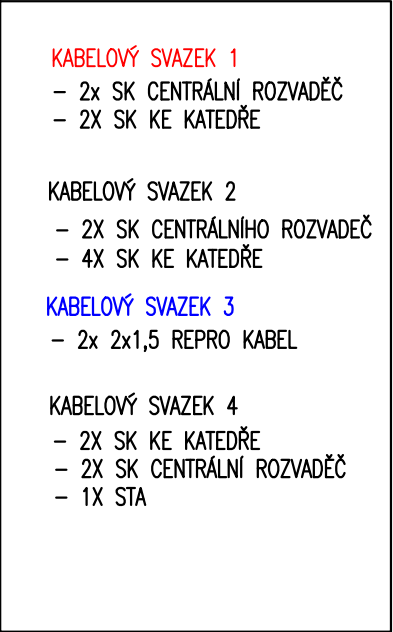 KABELOVÝ SVAZEK 1
– 2x SK CENTRÁLNÍ ROZVADĚČ
– 2X SK KE KATEDŘE
KABELOVÝ SVAZEK 2
– 2X SK CENTRÁLNÍHO ROZVADEČ
– 4X SK KE KATEDŘE
KABELOVÝ SVAZEK 3
– 2x 2x1,5 REPRO KABEL
KABELOVÝ SVAZEK 4
– 2X SK KE KATEDŘE
– 2X SK CENTRÁLNÍ ROZVADĚČ
– 1X STA